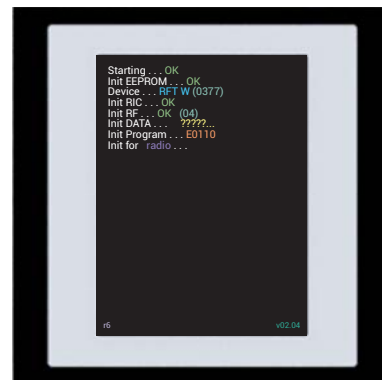 Starting . . . OK
Init EEPROM . . . OK
Device . . . RFT W (0377)
Init RIC . . . OK
Init RF . . . OK (04)
Init DATA . . . ?????...
Init Program . . . E0110
Init for radio . . .
r6 v02.04